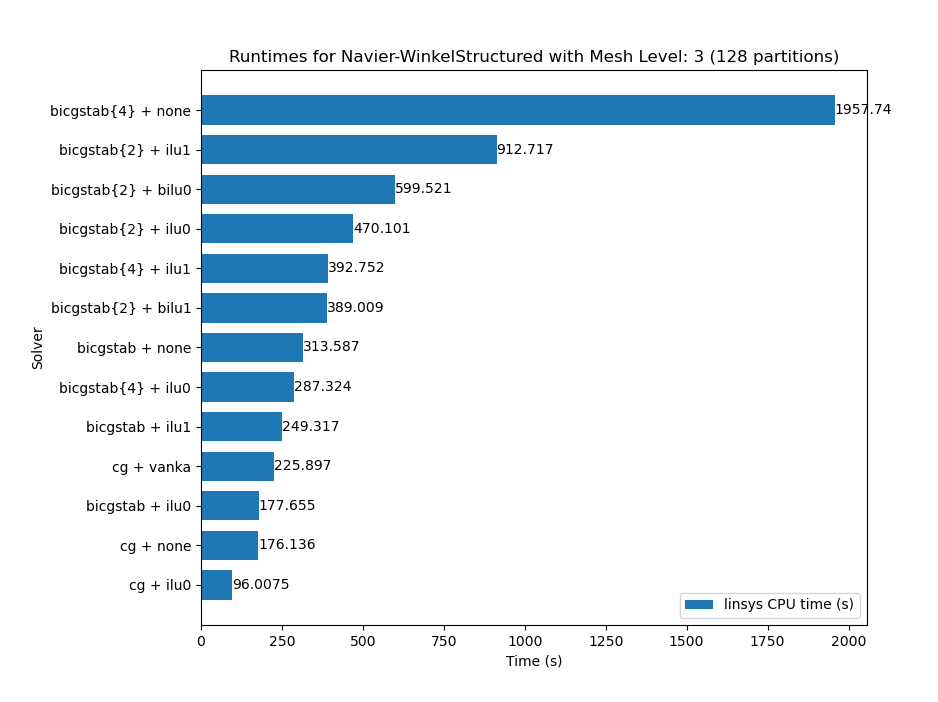 Runtimes for Navier-WinkelStructured with Mesh Level: 3 (128 partitions)
bicgstab{4} + none 1957.74
bicgstab{2} + ilu1 912.717
bicgstab{2} + bilu0 599.521
bicgstab{2} + ilu0 470.101
bicgstab{4} + ilu1 392.752
bicgstab{2} + bilu1 389.009
bicgstab + none 313.587
bicgstab{4} + ilu0 287.324
bicgstab + ilu1 249.317
cg + vanka 225.897
bicgstab + ilu0 177.655
cg + none 176.136
cg + ilu0 96.0075
Solver
linsys CPU time (s)
0 250 500 750 1000 1250 1500 1750 2000
Time (s)